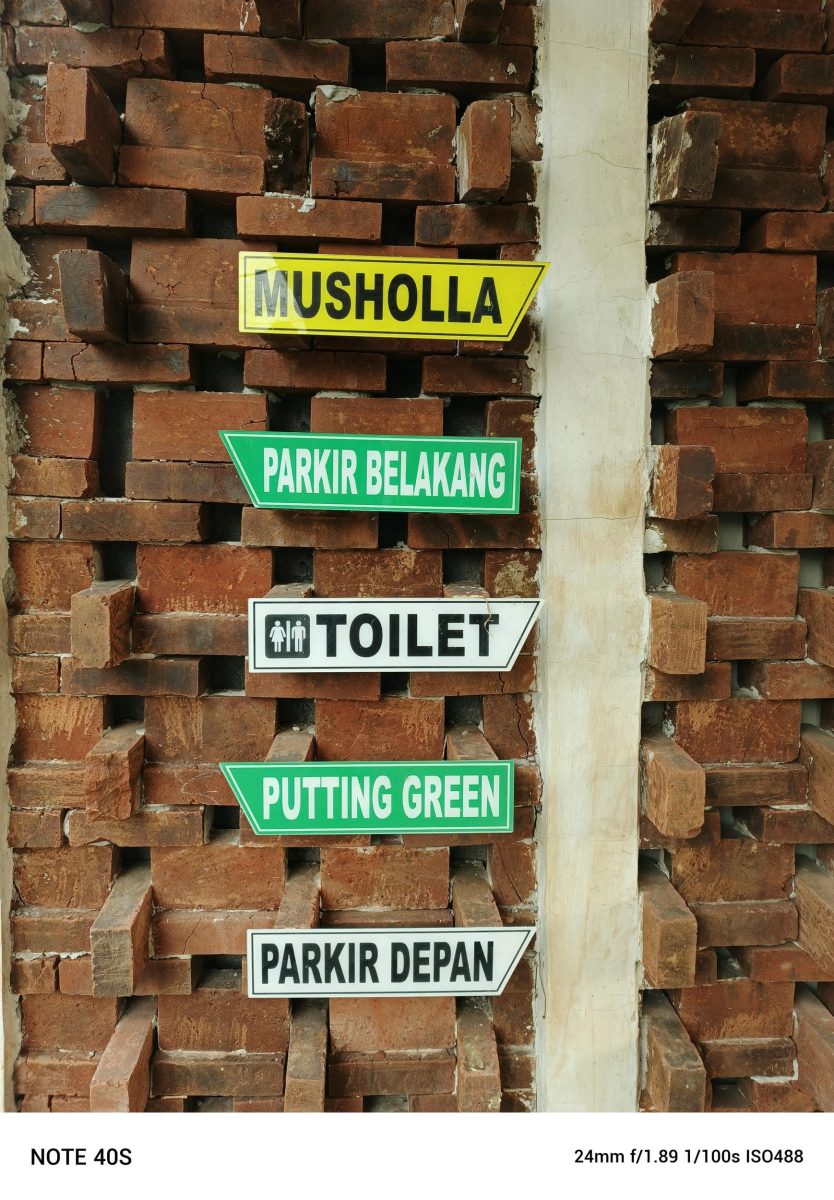 MUSHOLLA
PARKIR BELAKANG
TOILET
PUTTING GREEN
PARKIR DEPAN
NOTE 40S
24mm f/1.89 1/100s ISO488